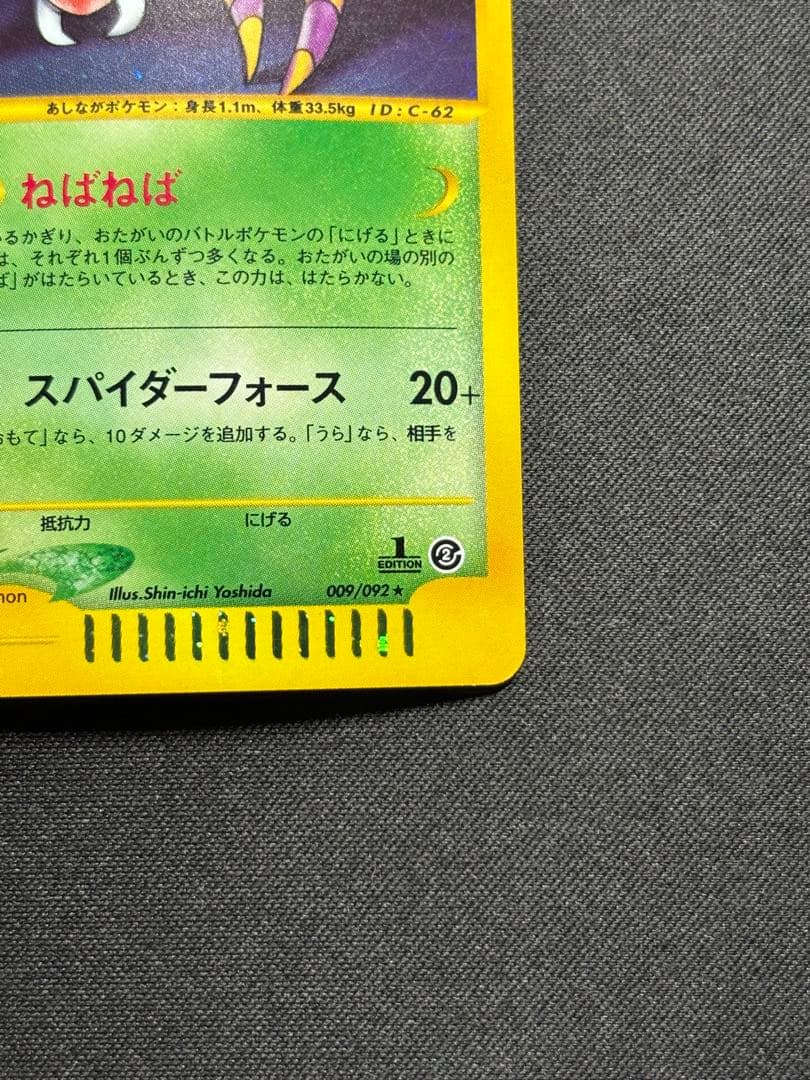 あしながポケモン：身長1.1m、体重33.5kg ID:C-62
ねばねば
るかぎり、おたがいのバトルポケモンの「にげる」ときに
は、それぞれ1個ぶんずつ多くなる。おたがいの場の別の
ば」がはたらいているとき、この力は、はたらかない。
スパイダーフォース 20+
おもて」なら、10ダメージを追加する。「うら」なら、相手を
抵抗力 にげる
1 EDITION 2
mon Illus.Shin-ichi Yoshida 009/092★